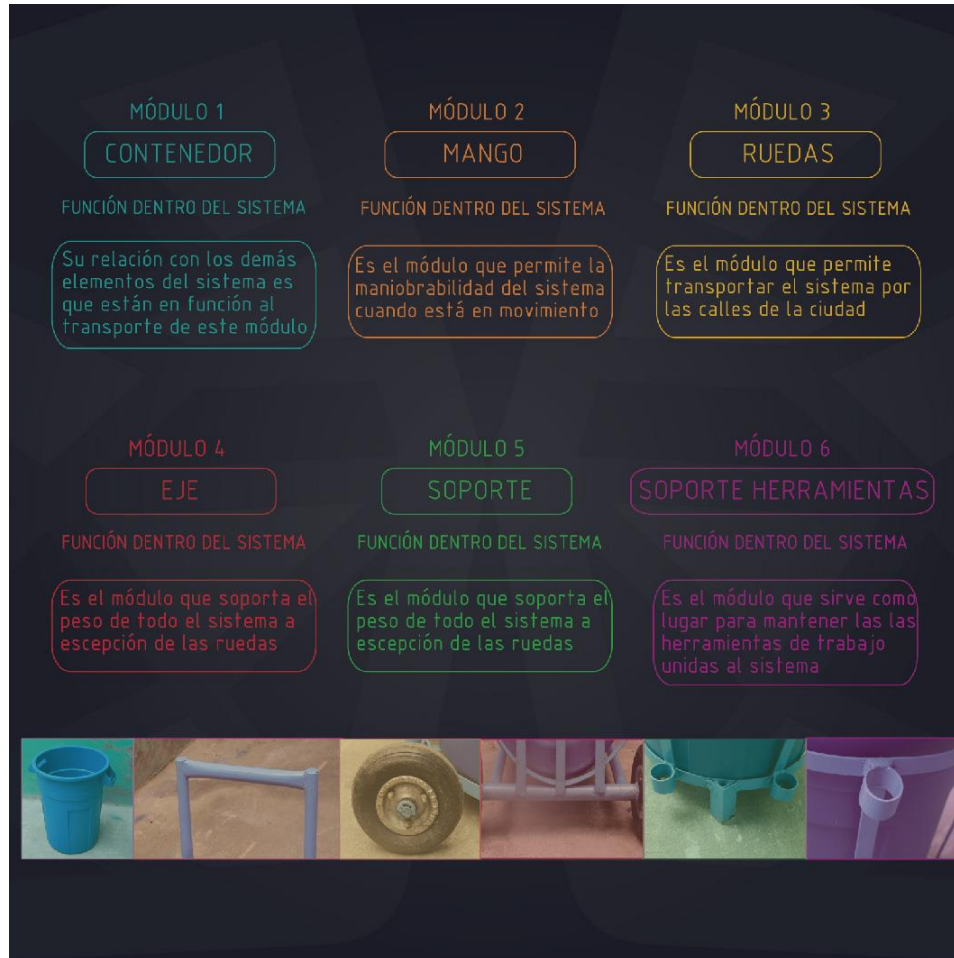 MÓDULO 1
CONTENEDOR
FUNCIÓN DENTRO DEL SISTEMA
Su relación con los demás
elementos del sistema es
que están en función al
transporte de este módulo
MÓDULO 2
MANGO
FUNCIÓN DENTRO DEL SISTEMA
Es el módulo que permite la
maniobrabilidad del sistema
cuando está en movimiento
MÓDULO 3
RUEDAS
FUNCIÓN DENTRO DEL SISTEMA
Es el módulo que permite
transportar el sistema por
las calles de la ciudad
MÓDULO 4
EJE
FUNCIÓN DENTRO DEL SISTEMA
Es el módulo que soporta el
peso de todo el sistema a
escepción de las ruedas
MÓDULO 5
SOPORTE
FUNCIÓN DENTRO DEL SISTEMA
Es el módulo que soporta el
peso de todo el sistema a
escepción de las ruedas
MÓDULO 6
SOPORTE HERRAMIENTAS
FUNCIÓN DENTRO DEL SISTEMA
Es el módulo que sirve como
lugar para mantener las las
herramientas de trabajo
unidas al sistema